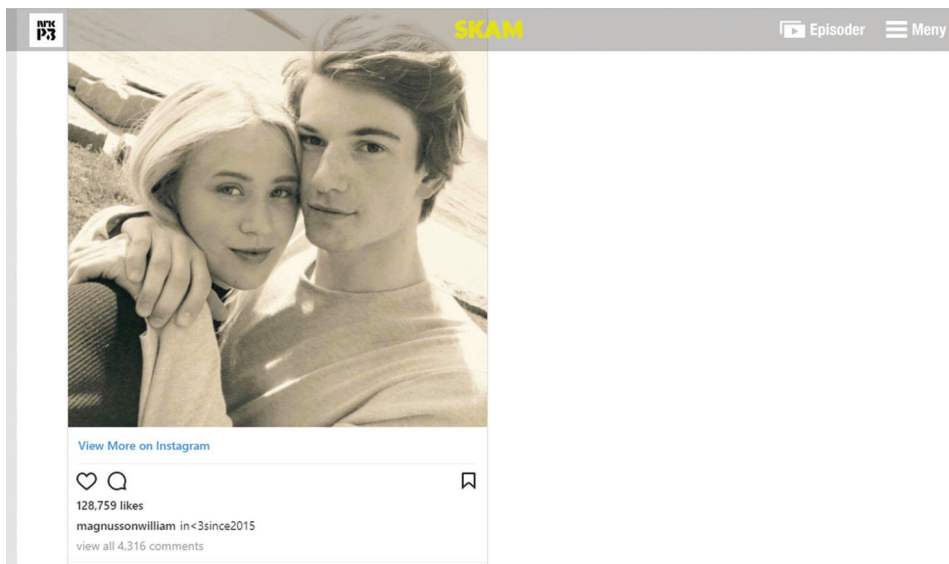 NRK P3
SKAM
Episoder
Meny
View More on Instagram
128,759 likes
magnussonwilliam in<3since2015
view all 4,316 comments